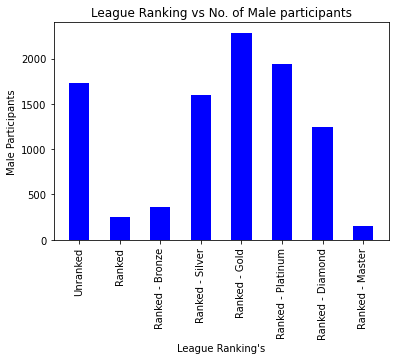 League Ranking vs No. of Male participants
Male Participants
2000
1500
1000
500
0
Unranked
Ranked
Ranked - Bronze
Ranked - Silver
Ranked - Gold
Ranked - Platinum
Ranked - Diamond
Ranked - Master
League Ranking's